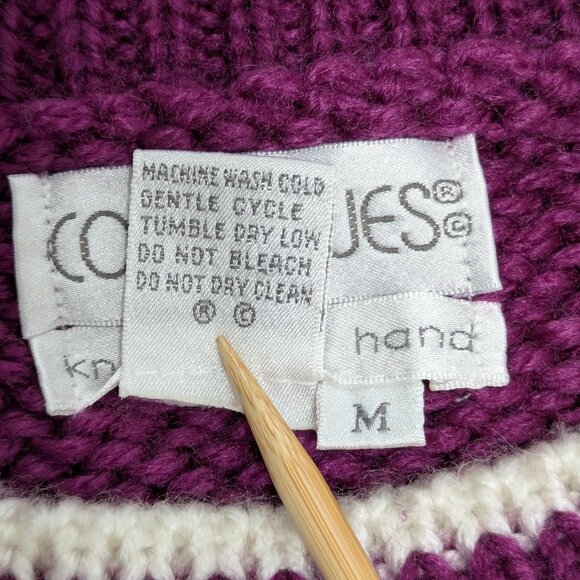 MACHINE WASH COLD
GENTLE CYCLE
TUMBLE DRY LOW
DO NOT BLEACH
DO NOT DRY CLEAN
® ©
CO UES® ©
kn hand
M